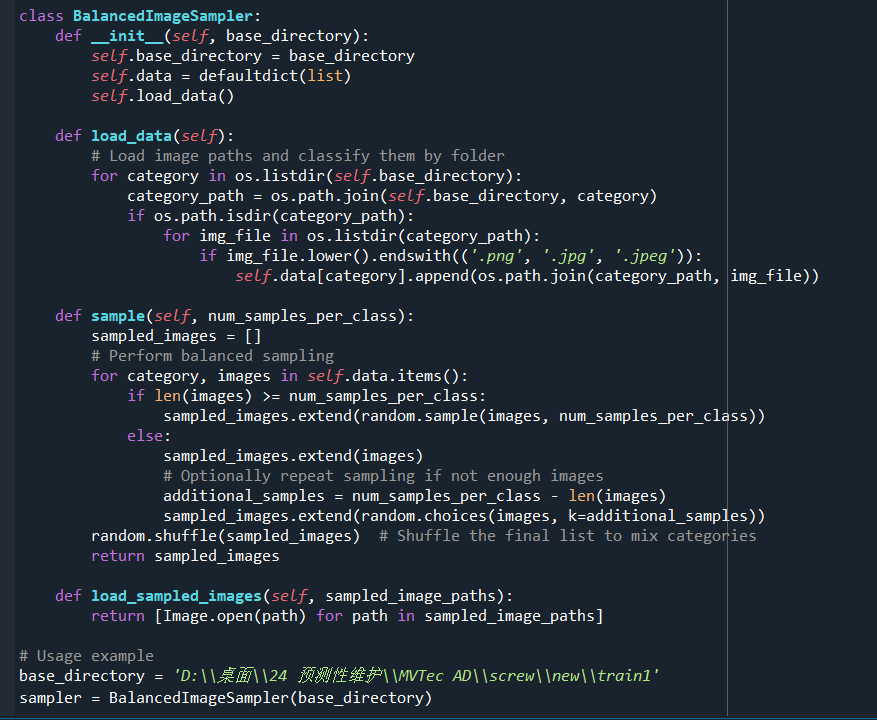 class BalancedImageSampler:
    def __init__(self, base_directory):
        self.base_directory = base_directory
        self.data = defaultdict(list)
        self.load_data()

    def load_data(self):
        # Load image paths and classify them by folder
        for category in os.listdir(self.base_directory):
            category_path = os.path.join(self.base_directory, category)
            if os.path.isdir(category_path):
                for img_file in os.listdir(category_path):
                    if img_file.lower().endswith(('.png', '.jpg', '.jpeg')):
                        self.data[category].append(os.path.join(category_path, img_file))

    def sample(self, num_samples_per_class):
        sampled_images = []
        # Perform balanced sampling
        for category, images in self.data.items():
            if len(images) >= num_samples_per_class:
                sampled_images.extend(random.sample(images, num_samples_per_class))
            else:
                sampled_images.extend(images)
                # Optionally repeat sampling if not enough images
                additional_samples = num_samples_per_class - len(images)
                sampled_images.extend(random.choices(images, k=additional_samples))
        random.shuffle(sampled_images)  # Shuffle the final list to mix categories
        return sampled_images

    def load_sampled_images(self, sampled_image_paths):
        return [Image.open(path) for path in sampled_image_paths]

# Usage example
base_directory = 'D:\\桌面\\24 预测性维护\\MVTec AD\\screw\\new\\train1'
sampler = BalancedImageSampler(base_directory)